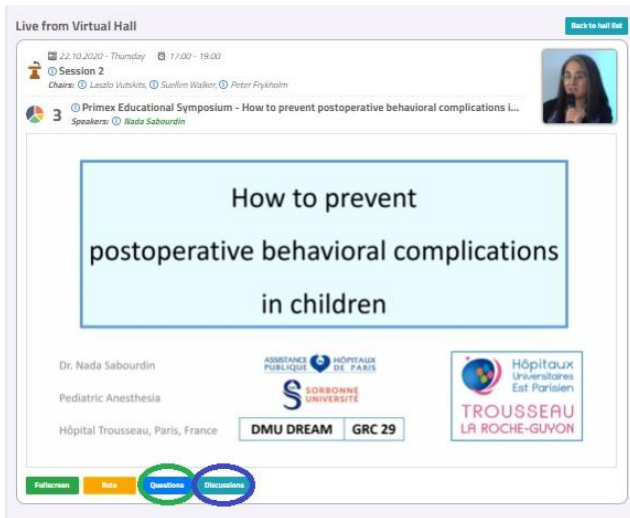 Live from Virtual Hall
Back to hall list
22.10.2020 - Thursday 17:00 - 19:00
Session 2
Chairs: Laszlo Vutskits, Suellen Walker, Peter Frykholm
3 Primex Educational Symposium - How to prevent postoperative behavioral complications i...
Speakers: Nada Sabourdin
How to prevent
postoperative behavioral complications
in children
Dr. Nada Sabourdin
Pediatric Anesthesia
Hôpital Trousseau, Paris, France
ASSISTANCE HÔPITAUX
PUBLIQUE DE PARIS
SORBONNE
UNIVERSITÉ
DMU DREAM GRC 29
Hôpitaux
Universitaires
Est Parisien
TROUSSEAU
LA ROCHE-GUYON
Fullscreen Rate Questions Discussions